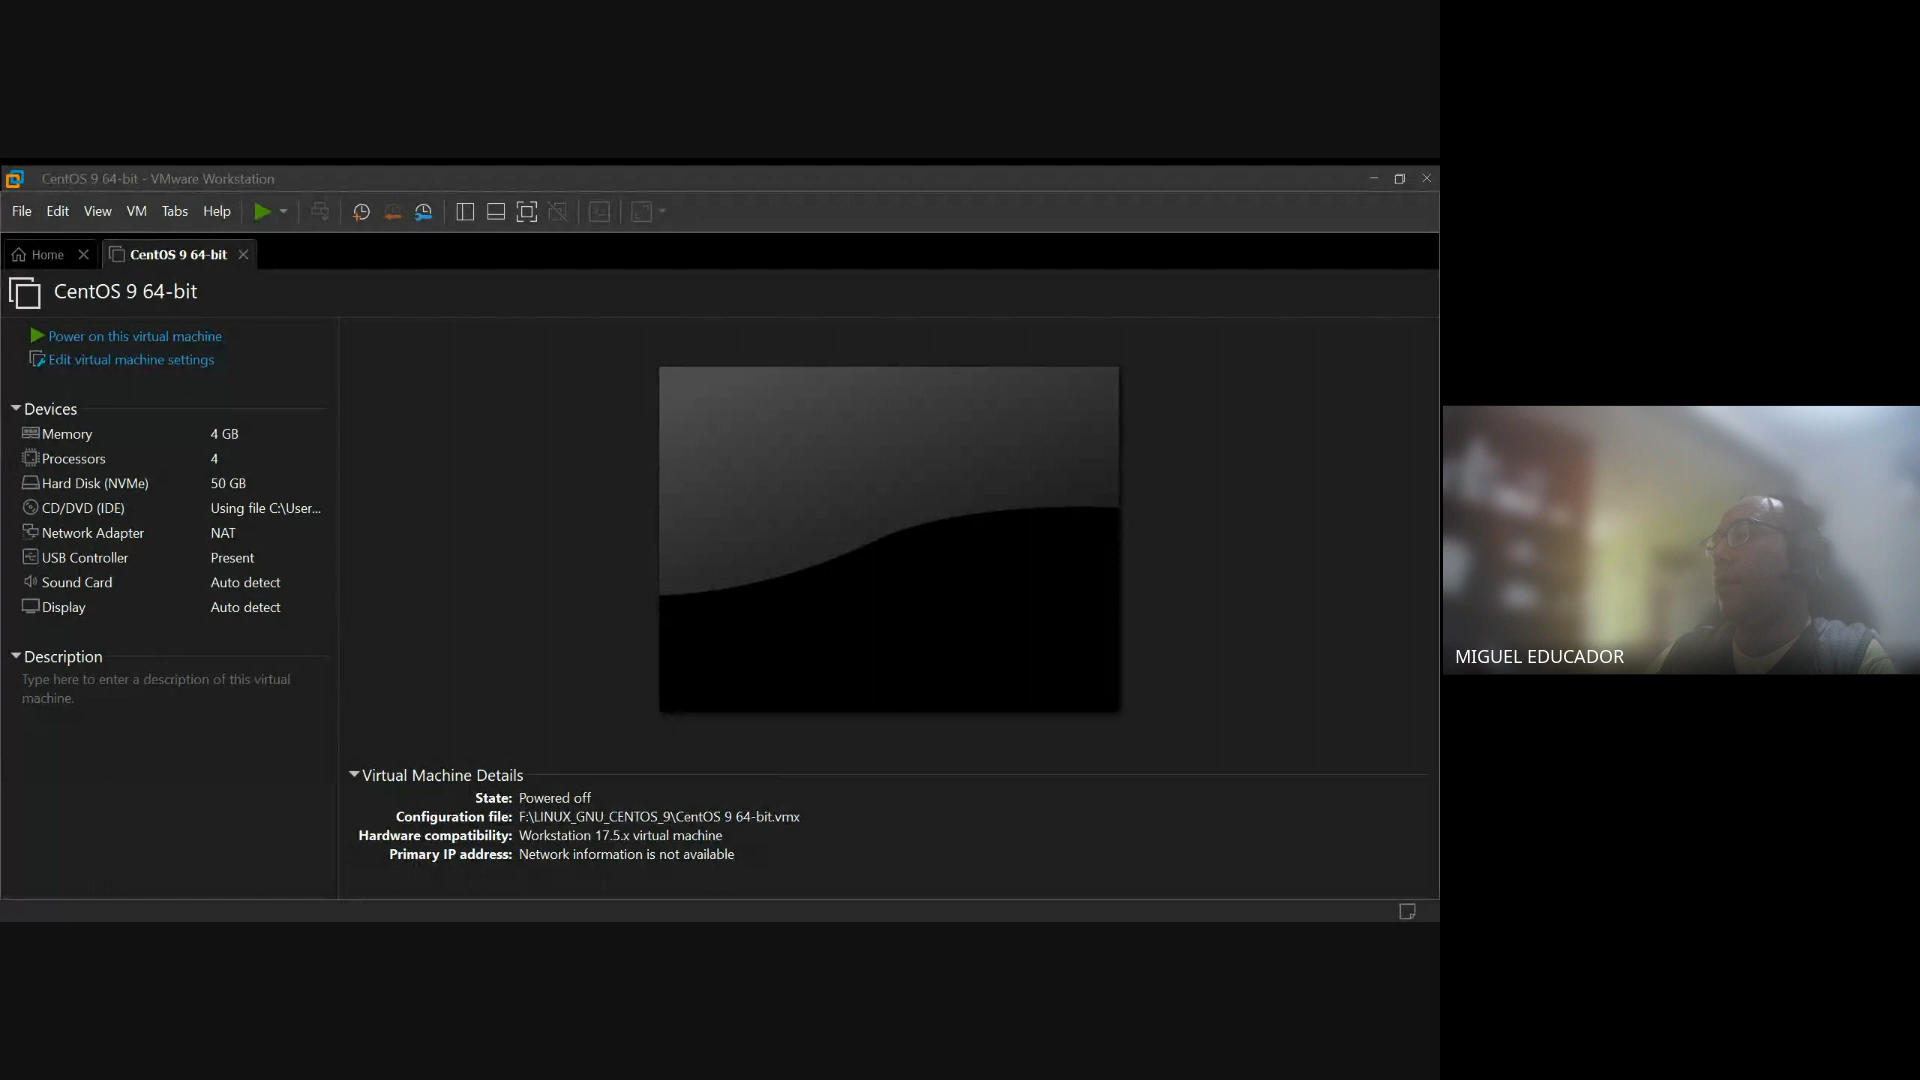 CentOS 9 64-bit - VMware Workstation
File Edit View VM Tabs Help
Home CentOS 9 64-bit
CentOS 9 64-bit
Power on this virtual machine
Edit virtual machine settings
Devices
Memory 4 GB
Processors 4
Hard Disk (NVMe) 50 GB
CD/DVD (IDE) Using file C:\User...
Network Adapter NAT
USB Controller Present
Sound Card Auto detect
Display Auto detect
Description
Type here to enter a description of this virtual
machine.
Virtual Machine Details
State: Powered off
Configuration file: F:\LINUX_GNU_CENTOS_9\CentOS 9 64-bit.vmx
Hardware compatibility: Workstation 17.5.x virtual machine
Primary IP address: Network information is not available
MIGUEL EDUCADOR